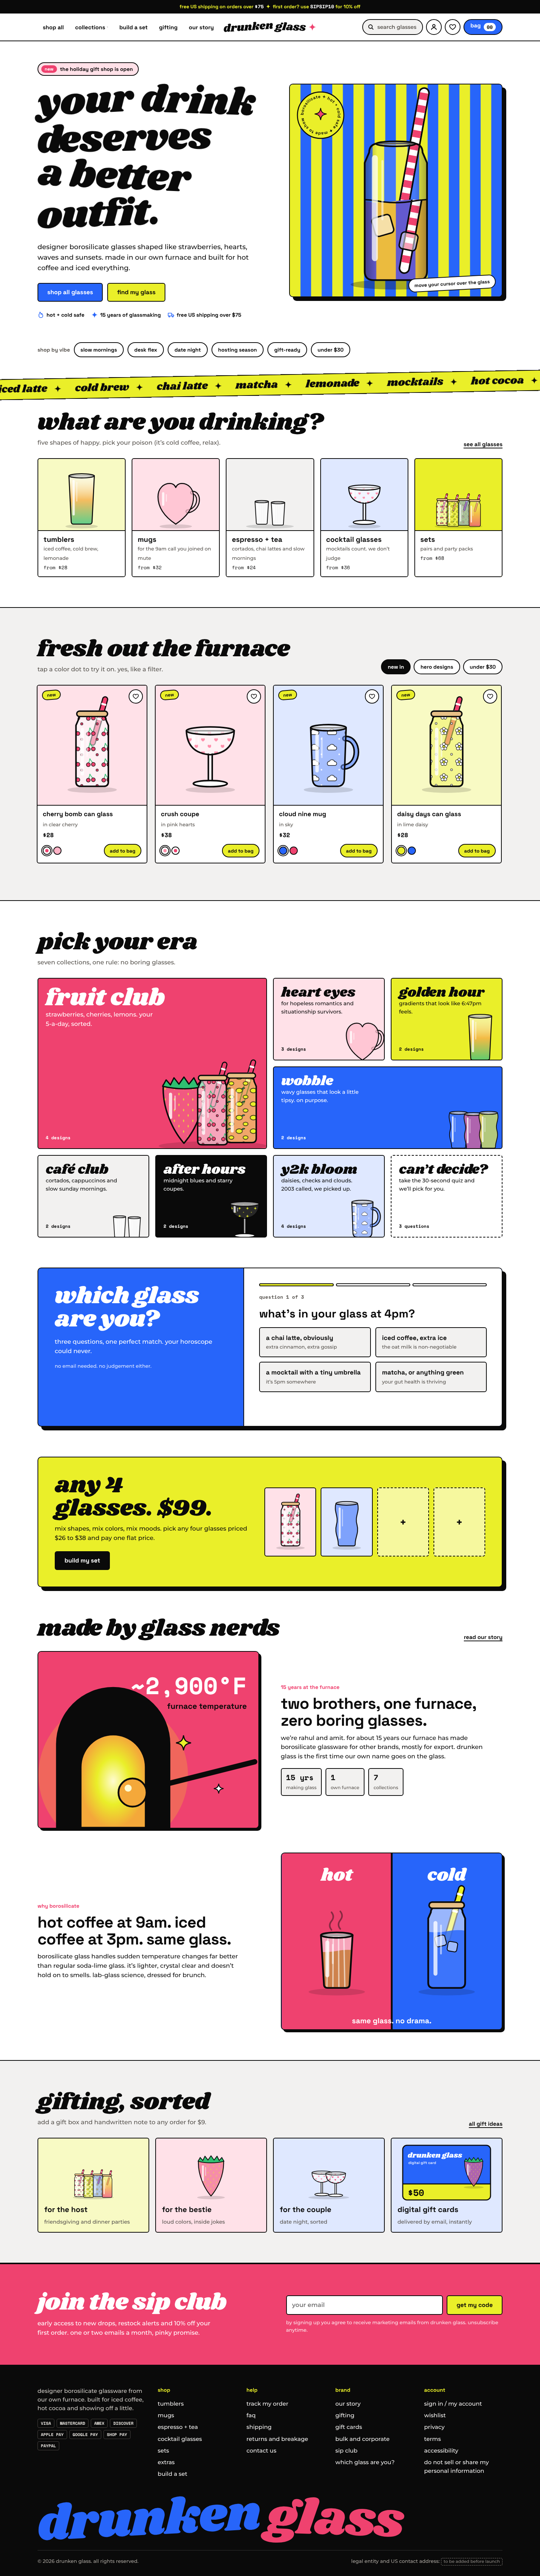 free US shipping on orders over $75 ✦ first order? use SIPSIP10 for 10% off
shop all collections build a set gifting our story
drunken glass
search glasses
bag 00
new the holiday gift shop is open
your drink
deserves
a better
outfit.
designer borosilicate glasses shaped like strawberries, hearts,
waves and sunsets. made in our own furnace and built for hot
coffee and iced everything.
shop all glasses
find my glass
hot + cold safe
15 years of glassmaking
free US shipping over $75
move your cursor over the glass
shop by vibe slow mornings desk flex date night hosting season gift-ready under $30
iced latte ✦ cold brew ✦ chai latte ✦ matcha ✦ lemonade ✦ mocktails ✦ hot cocoa ✦
what are you drinking?
five shapes of happy. pick your poison (it's cold coffee, relax).
see all glasses
tumblers
iced coffee, cold brew,
lemonade
from $28
mugs
for the 9am call you joined on
mute
from $32
espresso + tea
cortados, chai lattes and slow
mornings
from $24
cocktail glasses
mocktails count. we don't
judge
from $36
sets
pairs and party packs
from $68
fresh out the furnace
tap a color dot to try it on. yes, like a filter.
new in hero designs under $30
new
cherry bomb can glass
in clear cherry
$28
add to bag
new
crush coupe
in pink hearts
$38
add to bag
new
cloud nine mug
in sky
$32
add to bag
new
daisy days can glass
in lime daisy
$28
add to bag
pick your era
seven collections, one rule: no boring glasses.
fruit club
strawberries, cherries, lemons. your
5-a-day, sorted.
4 designs
heart eyes
for hopeless romantics and
situationship survivors.
3 designs
golden hour
gradients that look like 6:47pm
feels.
2 designs
wobble
wavy glasses that look a little
tipsy. on purpose.
2 designs
café club
cortados, cappuccinos and
slow sunday mornings.
2 designs
after hours
midnight blues and starry
coupes.
2 designs
y2k bloom
daisies, checks and clouds.
2003 called, we picked up.
4 designs
can't decide?
take the 30-second quiz and
we'll pick for you.
3 questions
which glass
are you?
three questions, one perfect match. your horoscope
could never.
no email needed. no judgement either.
question 1 of 3
what's in your glass at 4pm?
a chai latte, obviously
extra cinnamon, extra gossip
iced coffee, extra ice
the oat milk is non-negotiable
a mocktail with a tiny umbrella
it's 5pm somewhere
matcha, or anything green
your gut health is thriving
any 4
glasses. $99.
mix shapes, mix colors, mix moods. pick any four glasses priced
$26 to $38 and pay one flat price.
build my set
+ +
made by glass nerds
read our story
~2,900°F
furnace temperature
15 years at the furnace
two brothers, one furnace,
zero boring glasses.
we're rahul and amit. for about 15 years our furnace has made
borosilicate glassware for other brands, mostly for export. drunken
glass is the first time our own name goes on the glass.
15 yrs
making glass
1
own furnace
7
collections
why borosilicate
hot coffee at 9am. iced
coffee at 3pm. same glass.
borosilicate glass handles sudden temperature changes far better
than regular soda-lime glass. it's lighter, crystal clear and doesn't
hold on to smells. lab-glass science, dressed for brunch.
hot
cold
same glass. no drama.
gifting, sorted
add a gift box and handwritten note to any order for $9.
all gift ideas
for the host
friendsgiving and dinner parties
for the bestie
loud colors, inside jokes
for the couple
date night, sorted
drunken glass
digital gift card
$50
digital gift cards
delivered by email, instantly
join the sip club
early access to new drops, restock alerts and 10% off your
first order. one or two emails a month, pinky promise.
your email
get my code
by signing up you agree to receive marketing emails from drunken glass. unsubscribe
anytime.
designer borosilicate glassware from
our own furnace. built for iced coffee,
hot cocoa and showing off a little.
VISA MASTERCARD AMEX DISCOVER
APPLE PAY GOOGLE PAY SHOP PAY
PAYPAL
shop
tumblers
mugs
espresso + tea
cocktail glasses
sets
extras
build a set
help
track my order
faq
shipping
returns and breakage
contact us
brand
our story
gifting
gift cards
bulk and corporate
sip club
which glass are you?
account
sign in / my account
wishlist
privacy
terms
accessibility
do not sell or share my
personal information
drunken glass
© 2026 drunken glass. all rights reserved.
legal entity and US contact address: to be added before launch